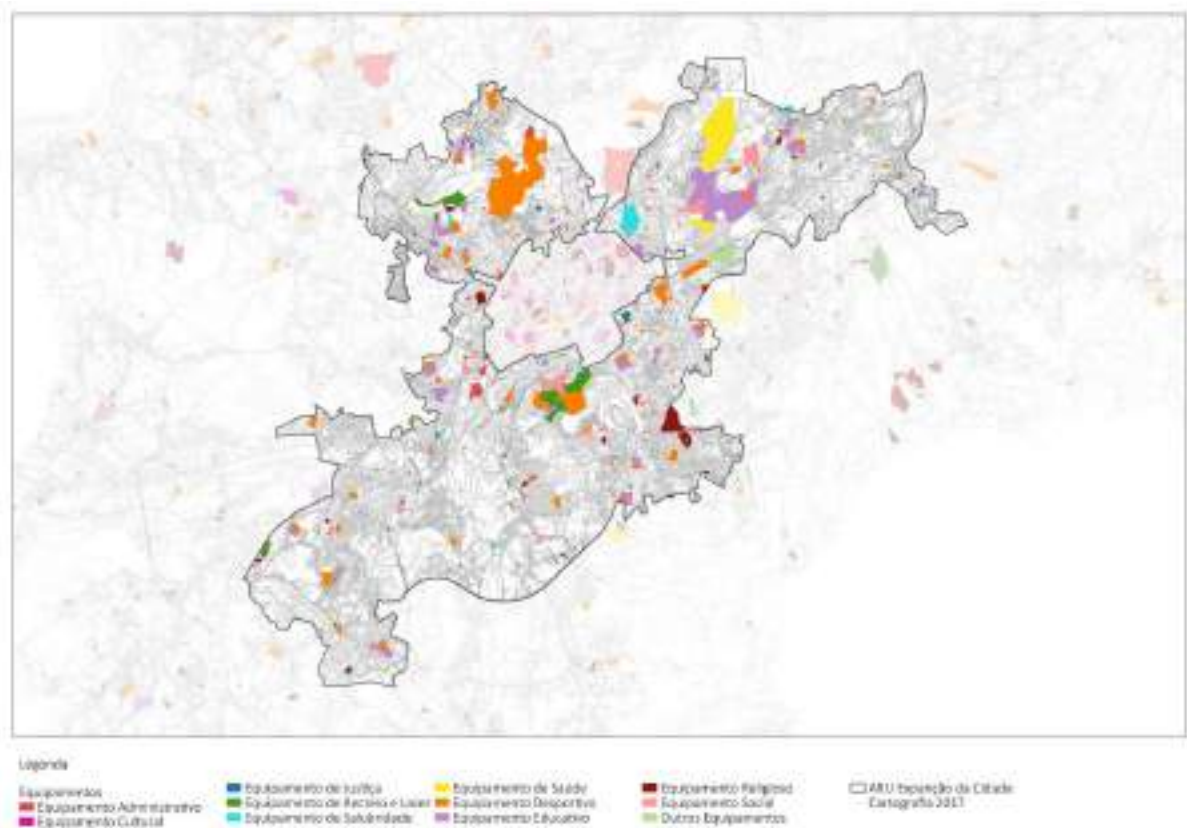 Legenda
Equipamentos
Equipamento Administrativo
Equipamento Cultural
Equipamento de Justiça
Equipamento de Recreio e Lazer
Equipamento de Salubridade
Equipamento de Saúde
Equipamento Desportivo
Equipamento Educativo
Equipamento Religioso
Equipamento Social
Outros Equipamentos
ARU Expansão da Cidade
Cartografia 2017